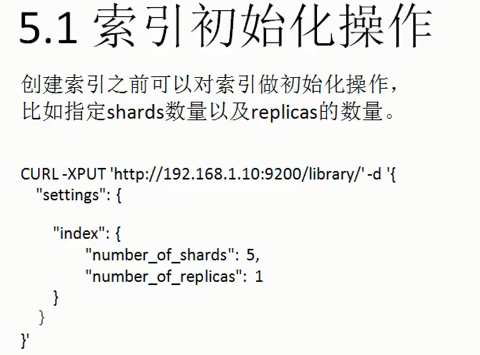 5.1 索引初始化操作
创建索引之前可以对索引做初始化操作，
比如指定shards数量以及replicas的数量。
CURL -XPUT 'http://192.168.1.10:9200/library/' -d '{
"settings": {
"index": {
"number_of_shards": 5,
"number_of_replicas": 1
}
}
}'